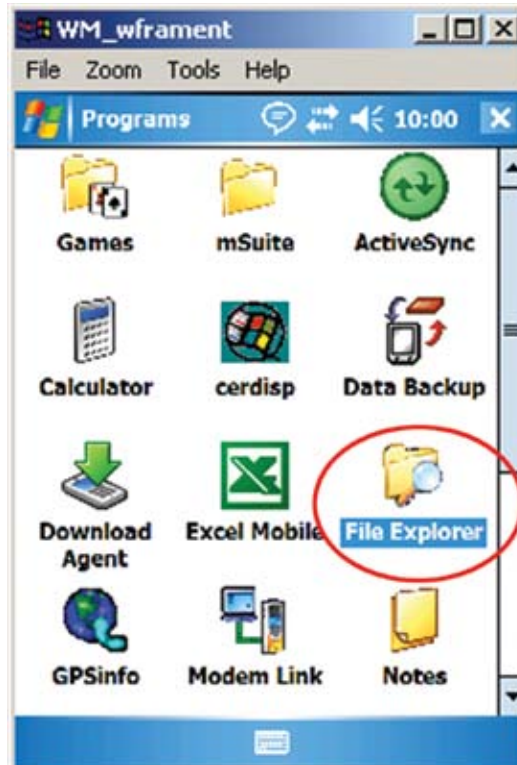 WM_wframent
File Zoom Tools Help
Programs 10:00
Games mSuite ActiveSync
Calculator cerdisp Data Backup
Download Agent Excel Mobile File Explorer
GPSinfo Modem Link Notes